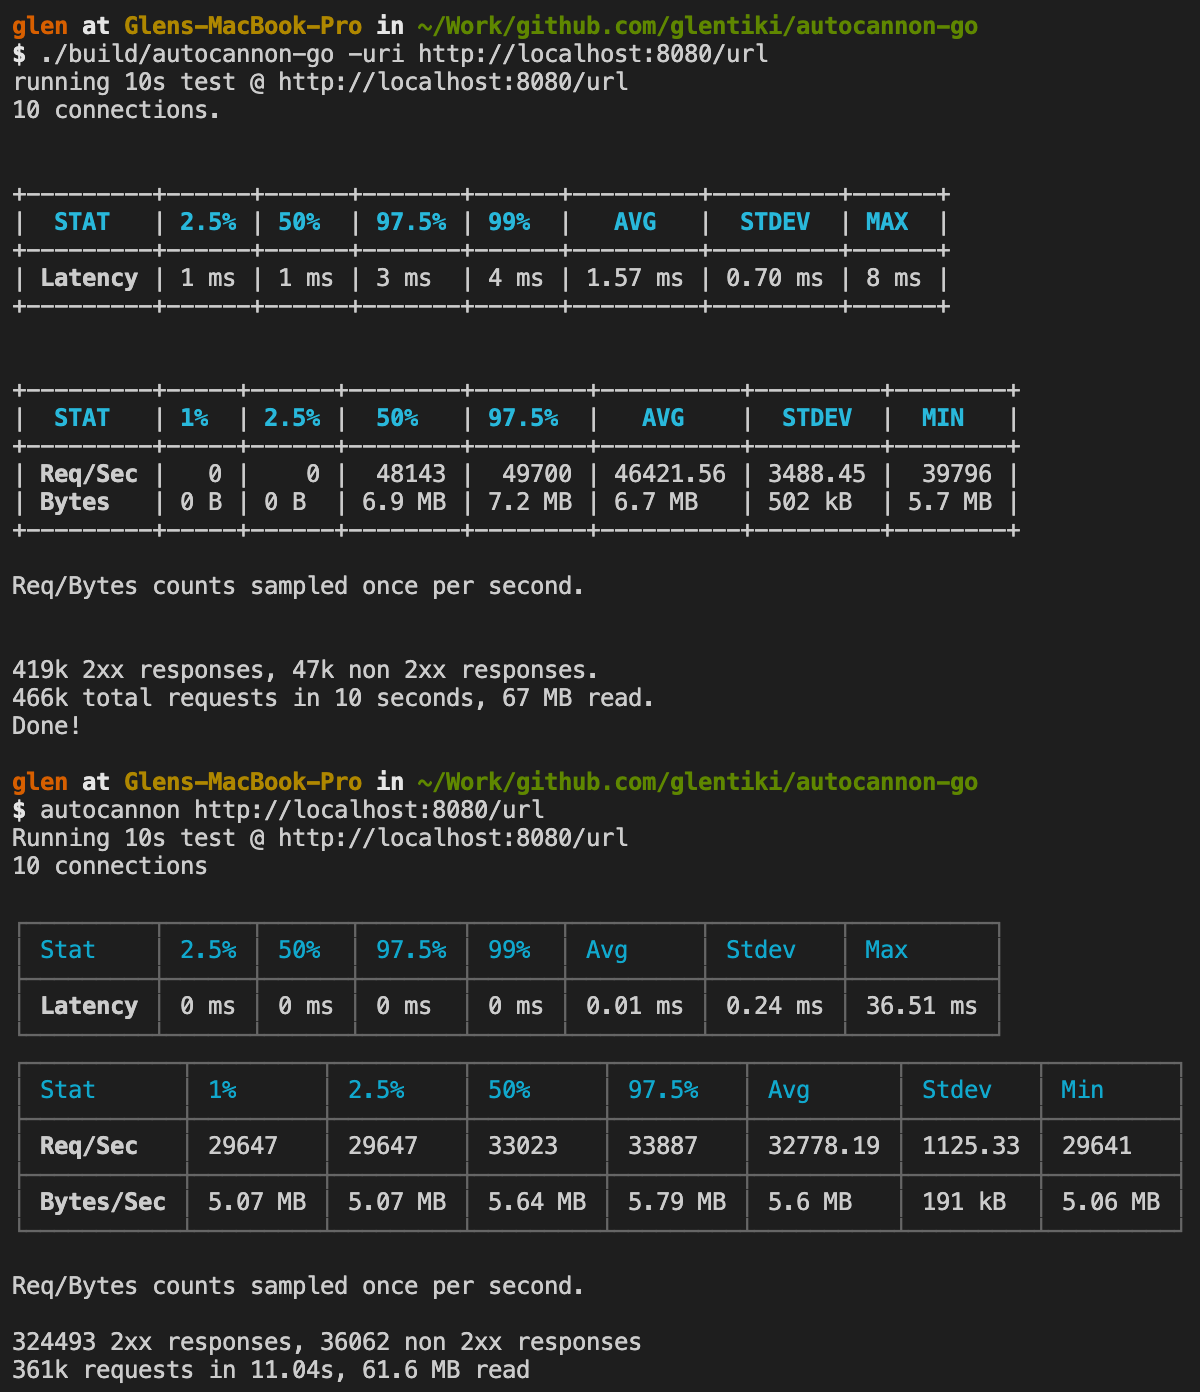 glen at Glens-MacBook-Pro in ~/Work/github.com/glentiki/autocannon-go
$ ./build/autocannon-go -uri http://localhost:8080/url
running 10s test @ http://localhost:8080/url
10 connections.
+----------+------+------+-------+------+---------+---------+------+
|  STAT   | 2.5% | 50%  | 97.5% | 99%  |   AVG   |  STDEV  | MAX  |
+----------+------+------+-------+------+---------+---------+------+
| Latency | 1 ms | 1 ms | 3 ms  | 4 ms | 1.57 ms | 0.70 ms | 8 ms |
+----------+------+------+-------+------+---------+---------+------+
+----------+-----+------+--------+--------+----------+---------+--------+
|  STAT   | 1%  | 2.5% |  50%   | 97.5%  |   AVG    |  STDEV  |  MIN   |
+----------+-----+------+--------+--------+----------+---------+--------+
| Req/Sec |   0 |    0 |  48143 |  49700 | 46421.56 | 3488.45 |  39796 |
| Bytes   | 0 B | 0 B  | 6.9 MB | 7.2 MB | 6.7 MB   | 502 kB  | 5.7 MB |
+----------+-----+------+--------+--------+----------+---------+--------+
Req/Bytes counts sampled once per second.
419k 2xx responses, 47k non 2xx responses.
466k total requests in 10 seconds, 67 MB read.
Done!
glen at Glens-MacBook-Pro in ~/Work/github.com/glentiki/autocannon-go
$ autocannon http://localhost:8080/url
Running 10s test @ http://localhost:8080/url
10 connections
Stat 2.5% 50% 97.5% 99% Avg Stdev Max
Latency 0 ms 0 ms 0 ms 0 ms 0.01 ms 0.24 ms 36.51 ms
Stat 1% 2.5% 50% 97.5% Avg Stdev Min
Req/Sec 29647 29647 33023 33887 32778.19 1125.33 29641
Bytes/Sec 5.07 MB 5.07 MB 5.64 MB 5.79 MB 5.6 MB 191 kB 5.06 MB
Req/Bytes counts sampled once per second.
324493 2xx responses, 36062 non 2xx responses
361k requests in 11.04s, 61.6 MB read